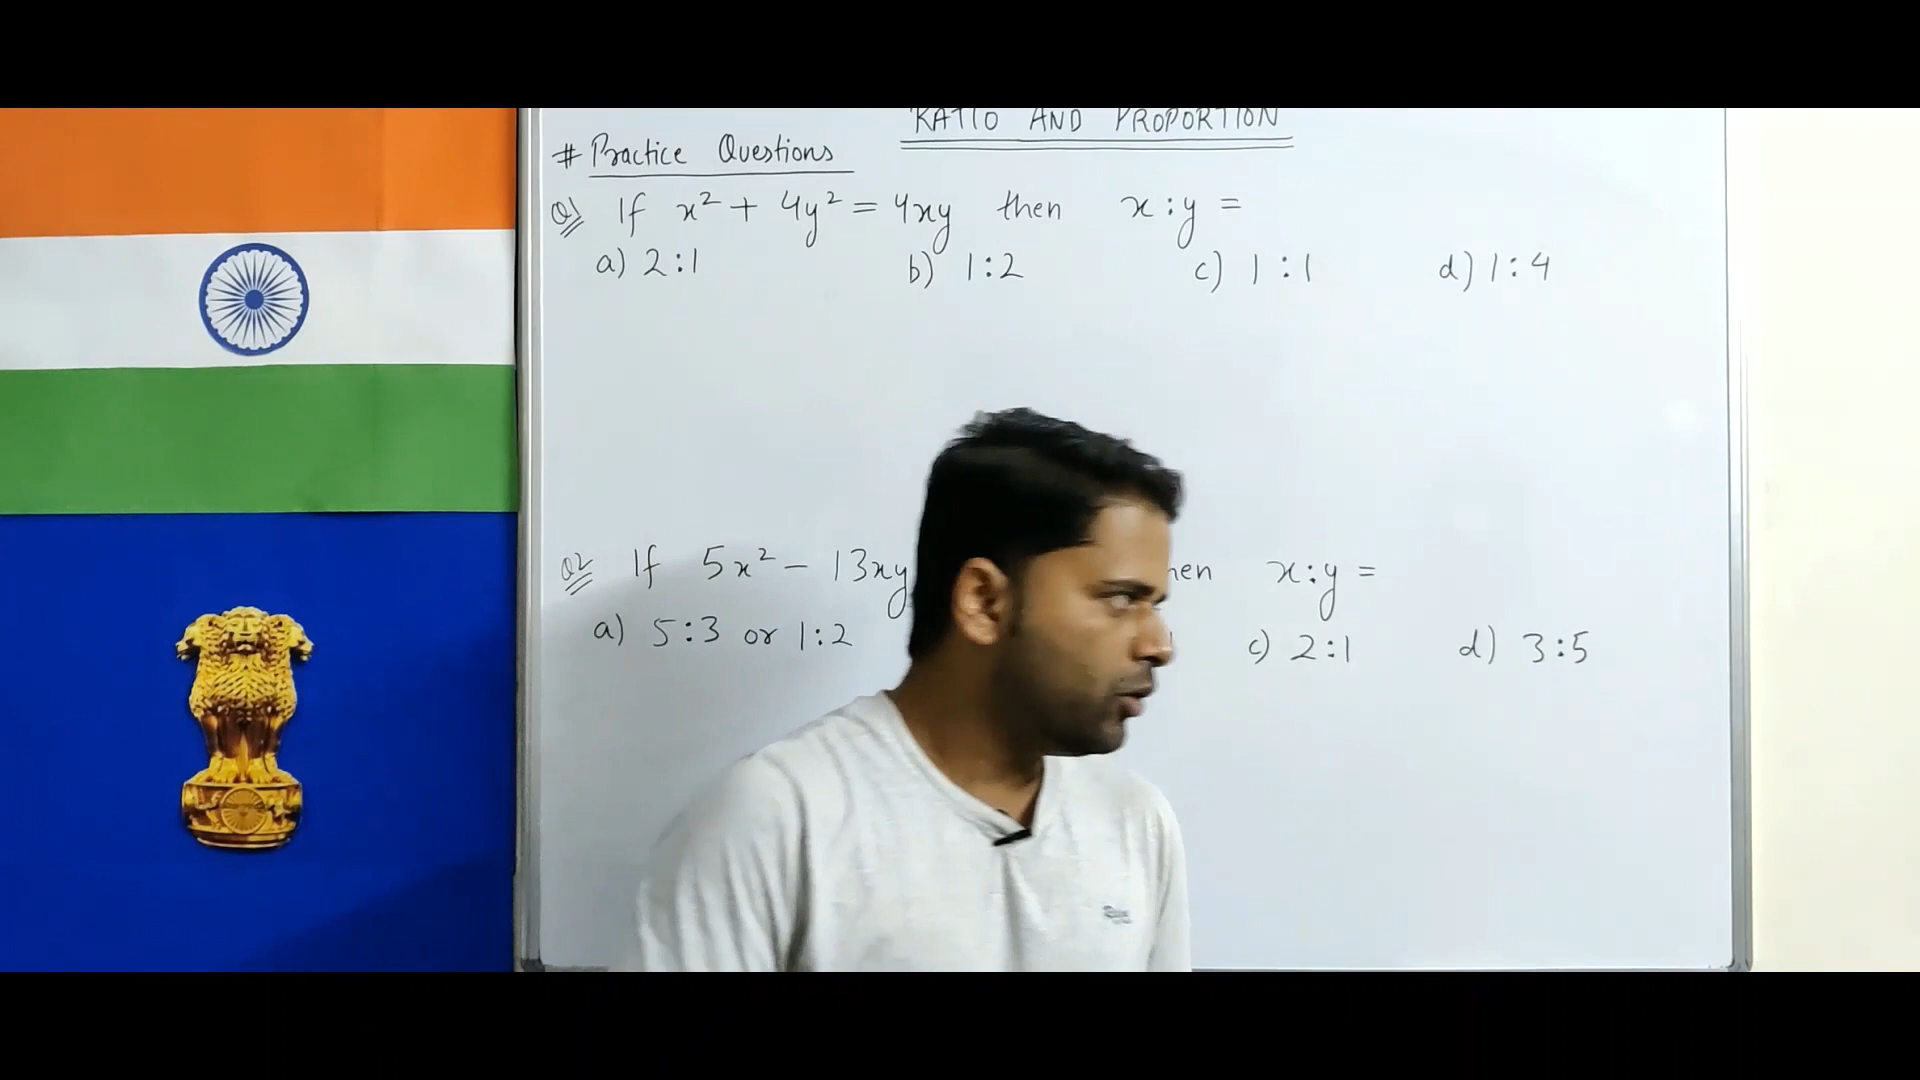 RATIO AND PROPORTION
# Practice Questions
Q1 If x² + 4y² = 4xy then x:y =
a) 2:1 b) 1:2 c) 1:1 d) 1:4
Q2 If 5x² - 13xy x:y =
a) 5:3 or 1:2 c) 2:1 d) 3:5